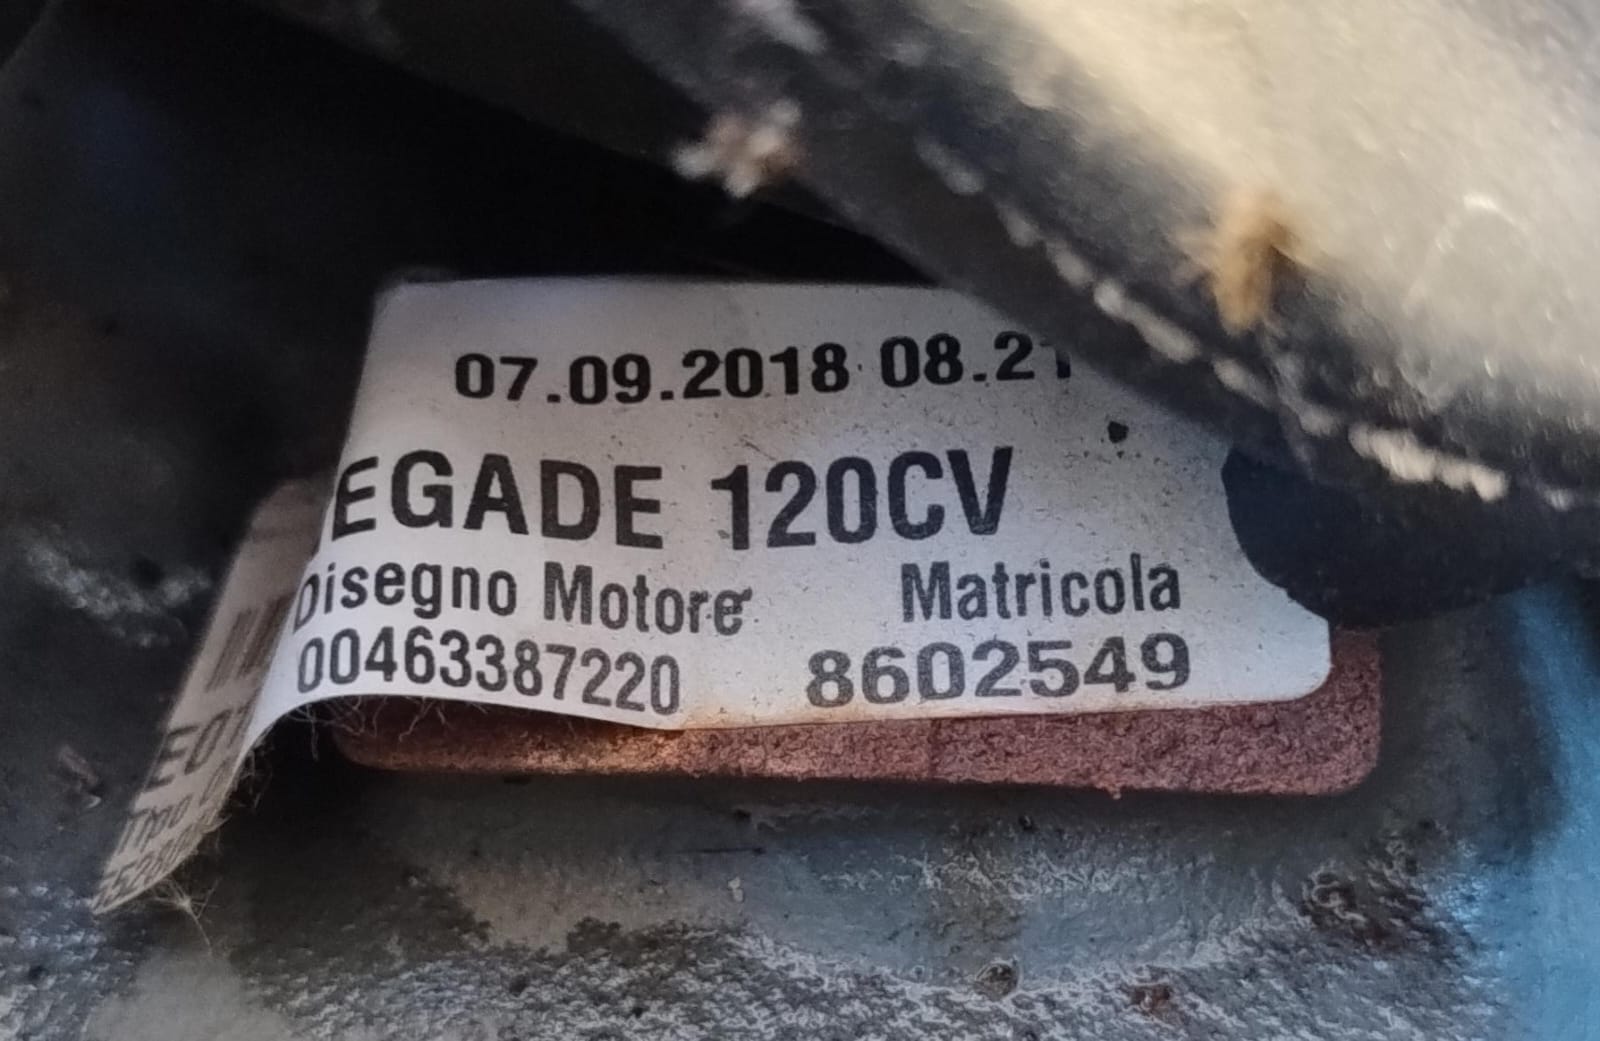 07.09.2018 08.21
EGADE 120CV
Disegno Motore Matricola
00463387220 8602549